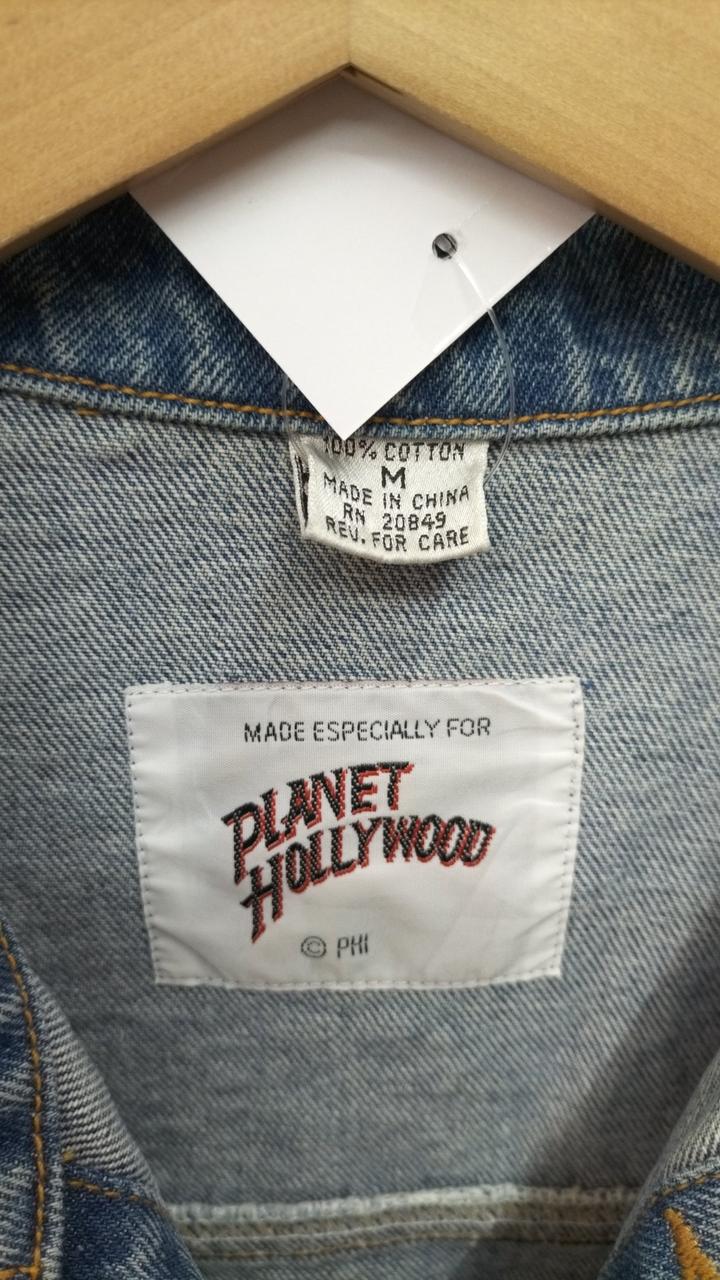 100% COTTON
M
MADE IN CHINA
RN 20849
REV. FOR CARE
MADE ESPECIALLY FOR
PLANET
HOLLYWOOD
© PHI